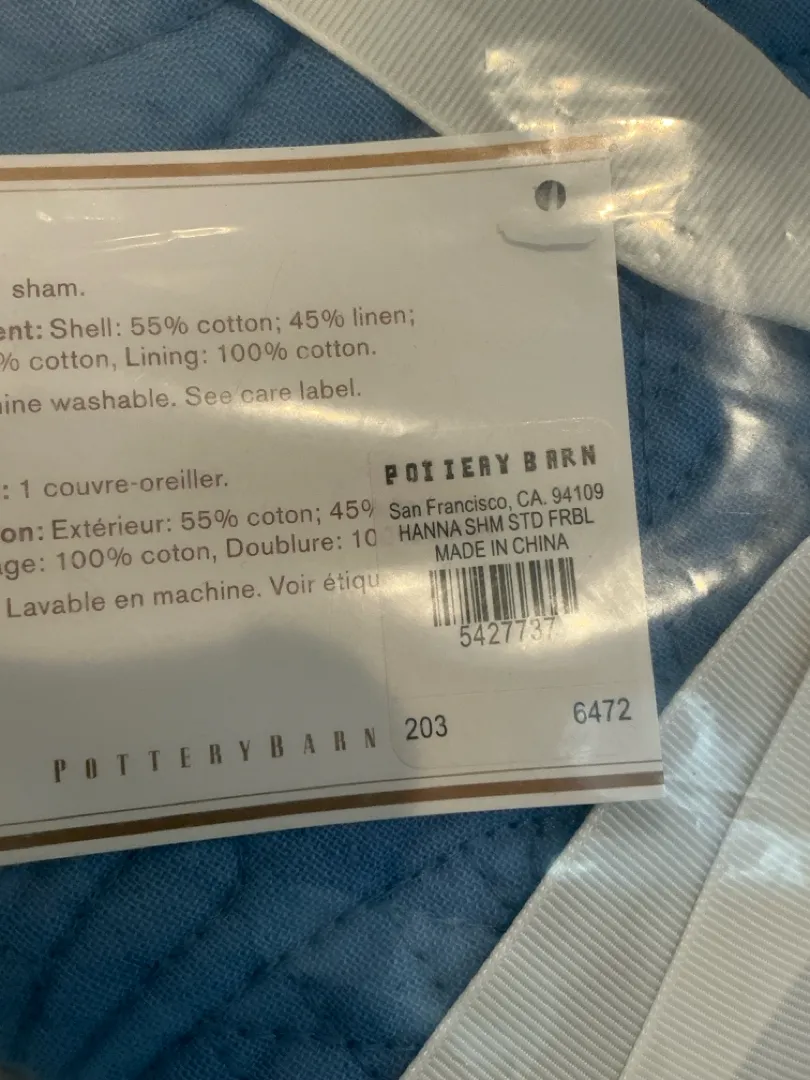 sham.
ent: Shell: 55% cotton; 45% linen;
% cotton, Lining: 100% cotton.
ine washable. See care label.
: 1 couvre-oreiller.
on: Extérieur: 55% coton; 45%
ge: 100% coton, Doublure: 10
Lavable en machine. Voir étiqu
POTTERY BARN
San Francisco, CA. 94109
HANNA SHM STD FRBL
MADE IN CHINA
5427737
203 6472
POTTERYBARN